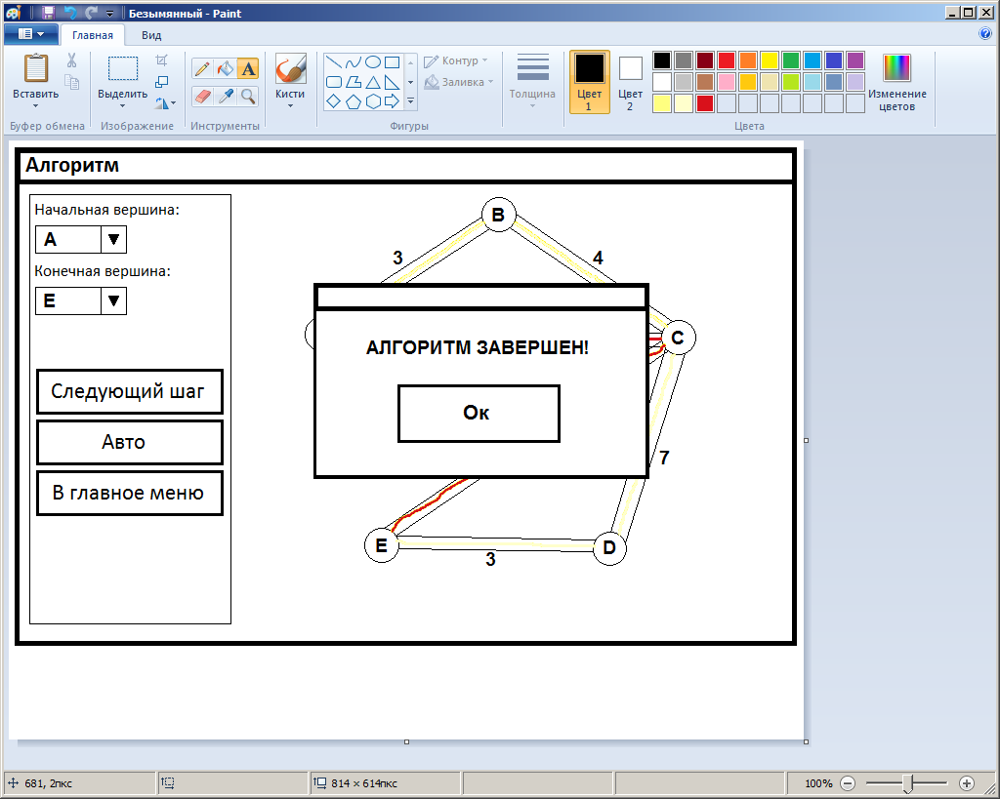 Безымянный - Paint
Главная
Вид
Вставить
Выделить
Кисти
Контур
Заливка
Толщина
Цвет
1
Цвет
2
Изменение
цветов
Буфер обмена
Изображение
Инструменты
Фигуры
Цвета
Алгоритм
Начальная вершина:
A
Конечная вершина:
E
Следующий шаг
Авто
В главное меню
B
3
4
C
АЛГОРИТМ ЗАВЕРШЕН!
Ок
7
E
D
3
681, 2пкс
814 × 614пкс
100%